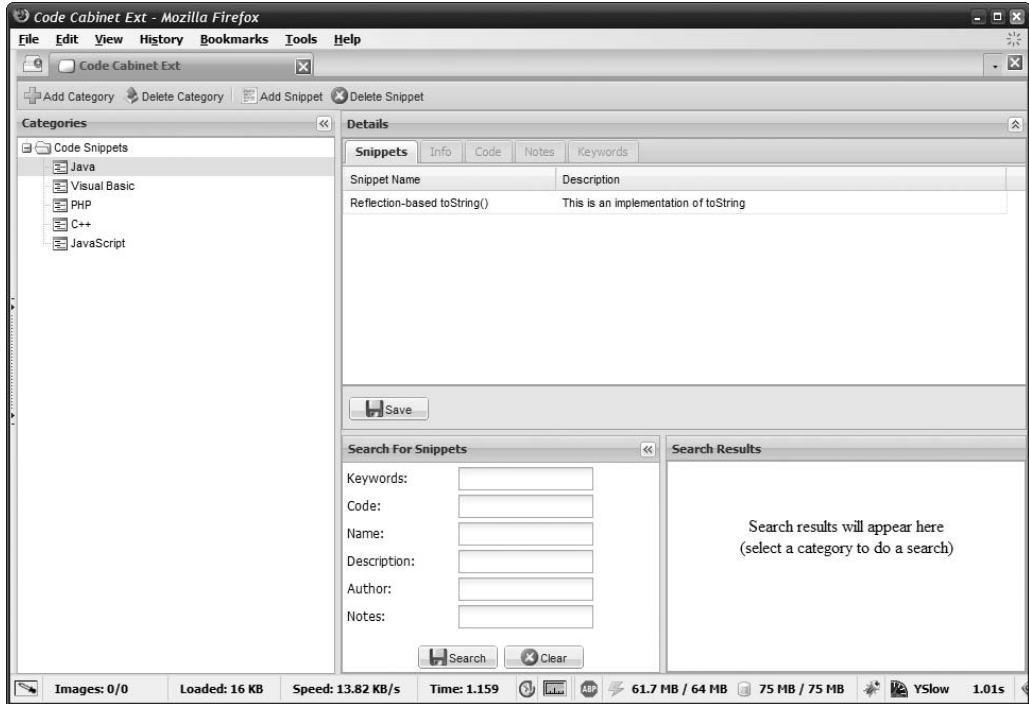 Code Cabinet Ext - Mozilla Firefox
File Edit View History Bookmarks Tools Help
Code Cabinet Ext
Add Category Delete Category Add Snippet Delete Snippet
Categories
Code Snippets
Java
Visual Basic
PHP
C++
JavaScript
Details
Snippets Info Code Notes Keywords
Snippet Name Description
Reflection-based toString() This is an implementation of toString
Save
Search For Snippets
Keywords:
Code:
Name:
Description:
Author:
Notes:
Search Clear
Search Results
Search results will appear here
(select a category to do a search)
Images: 0/0 Loaded: 16 KB Speed: 13.82 KB/s Time: 1.159 ABP 61.7 MB / 64 MB 75 MB / 75 MB YSlow 1.01s